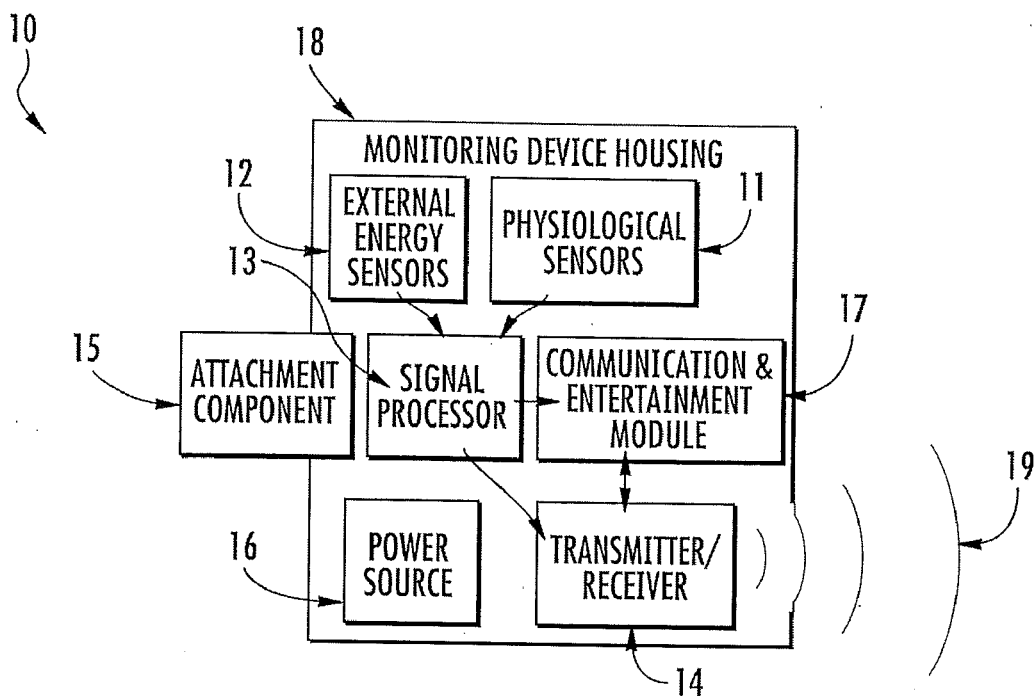 10
18
MONITORING DEVICE HOUSING
12
EXTERNAL
ENERGY
SENSORS
PHYSIOLOGICAL
SENSORS
11
13
15
ATTACHMENT
COMPONENT
SIGNAL
PROCESSOR
COMMUNICATION &
ENTERTAINMENT
MODULE
17
19
16
POWER
SOURCE
TRANSMITTER/
RECEIVER
14